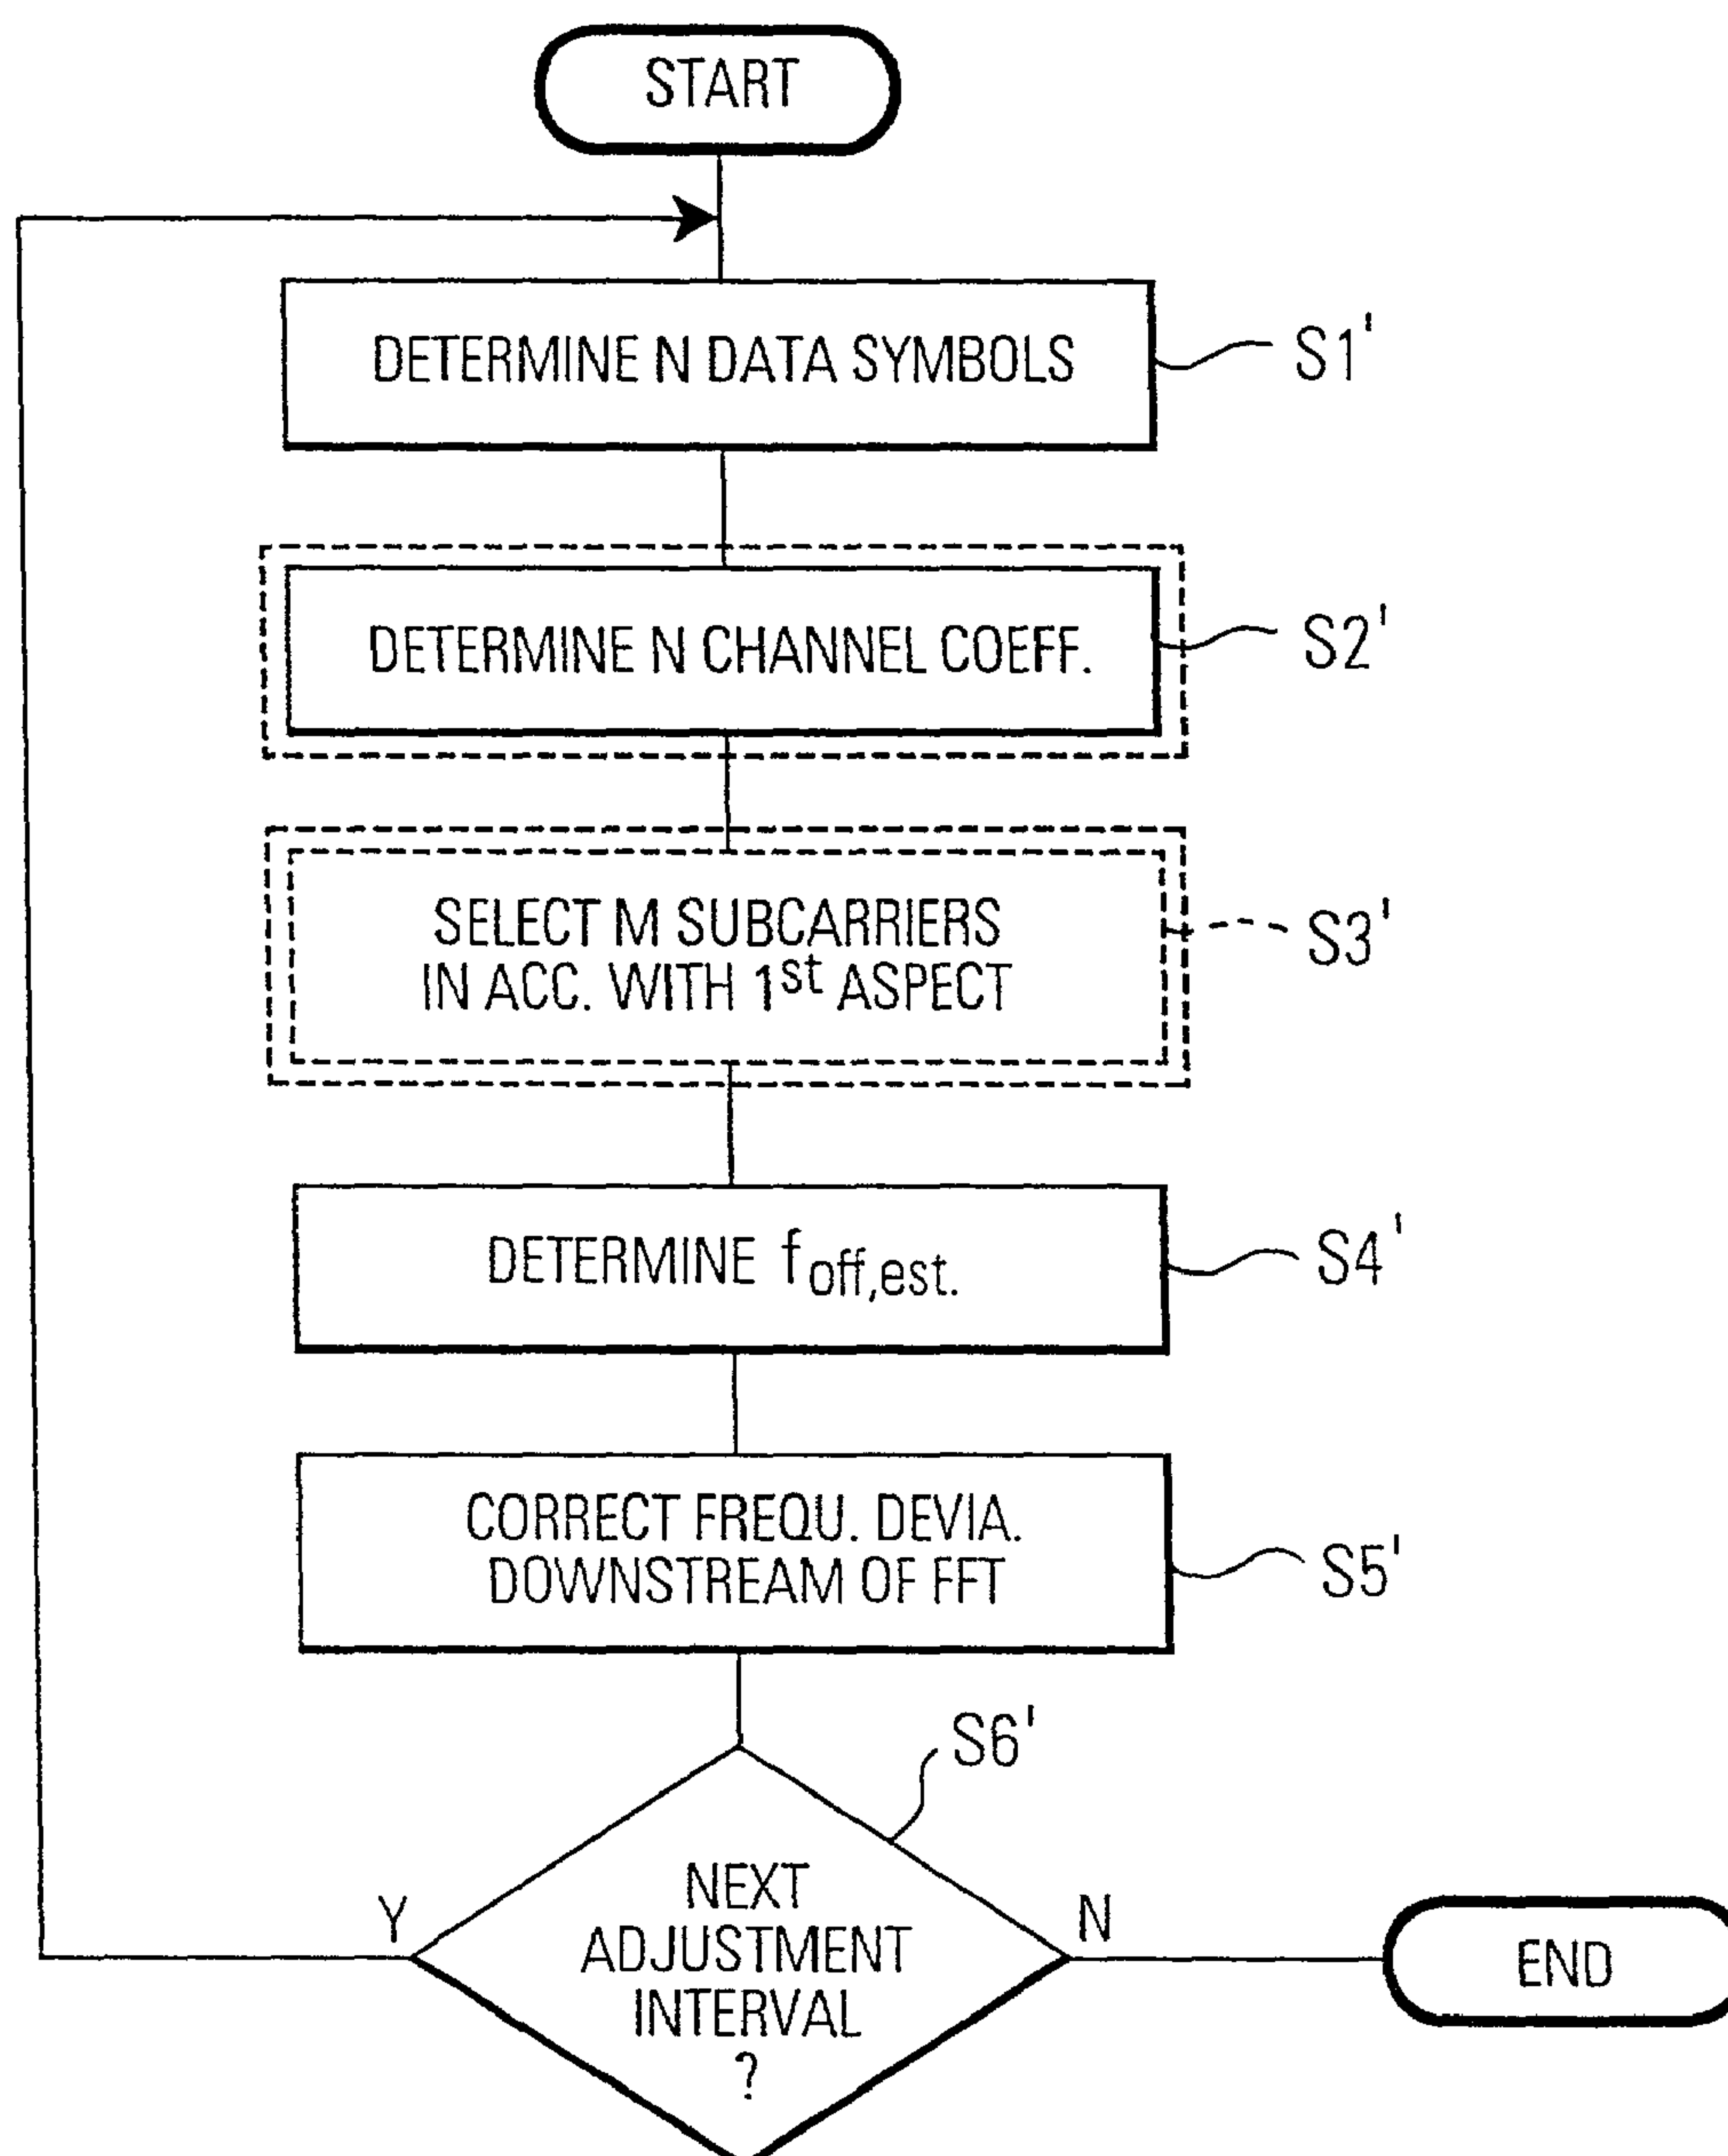 START
DETERMINE N DATA SYMBOLS
S1'
DETERMINE N CHANNEL COEFF.
S2'
SELECT M SUBCARRIERS
IN ACC. WITH 1st ASPECT
S3'
DETERMINE foff,est.
S4'
CORRECT FREQU. DEVIA.
DOWNSTREAM OF FFT
S5'
S6'
Y
NEXT
ADJUSTMENT
INTERVAL
?
N
END